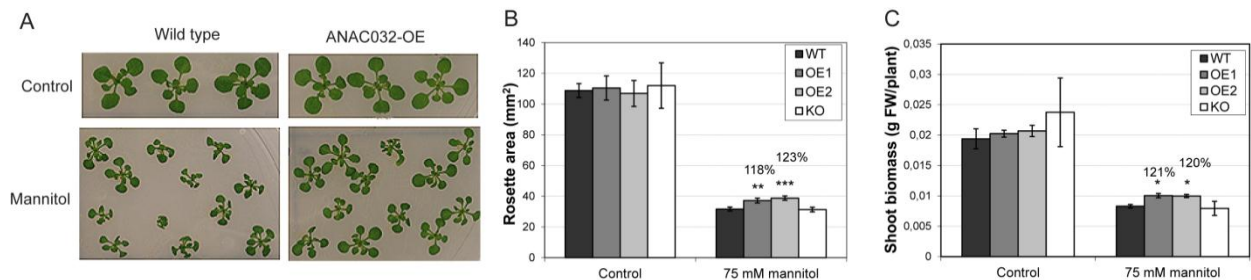 A
Wild type
ANAC032-OE
Control
Mannitol
B
Rosette area (mm²)
140
120
100
80
60
40
20
0
WT
OE1
OE2
KO
118%
123%
**
***
Control
75 mM mannitol
C
Shoot biomass (g FW/plant)
0,035
0,03
0,025
0,02
0,015
0,01
0,005
0
WT
OE1
OE2
KO
121%
120%
*
*
Control
75 mM mannitol